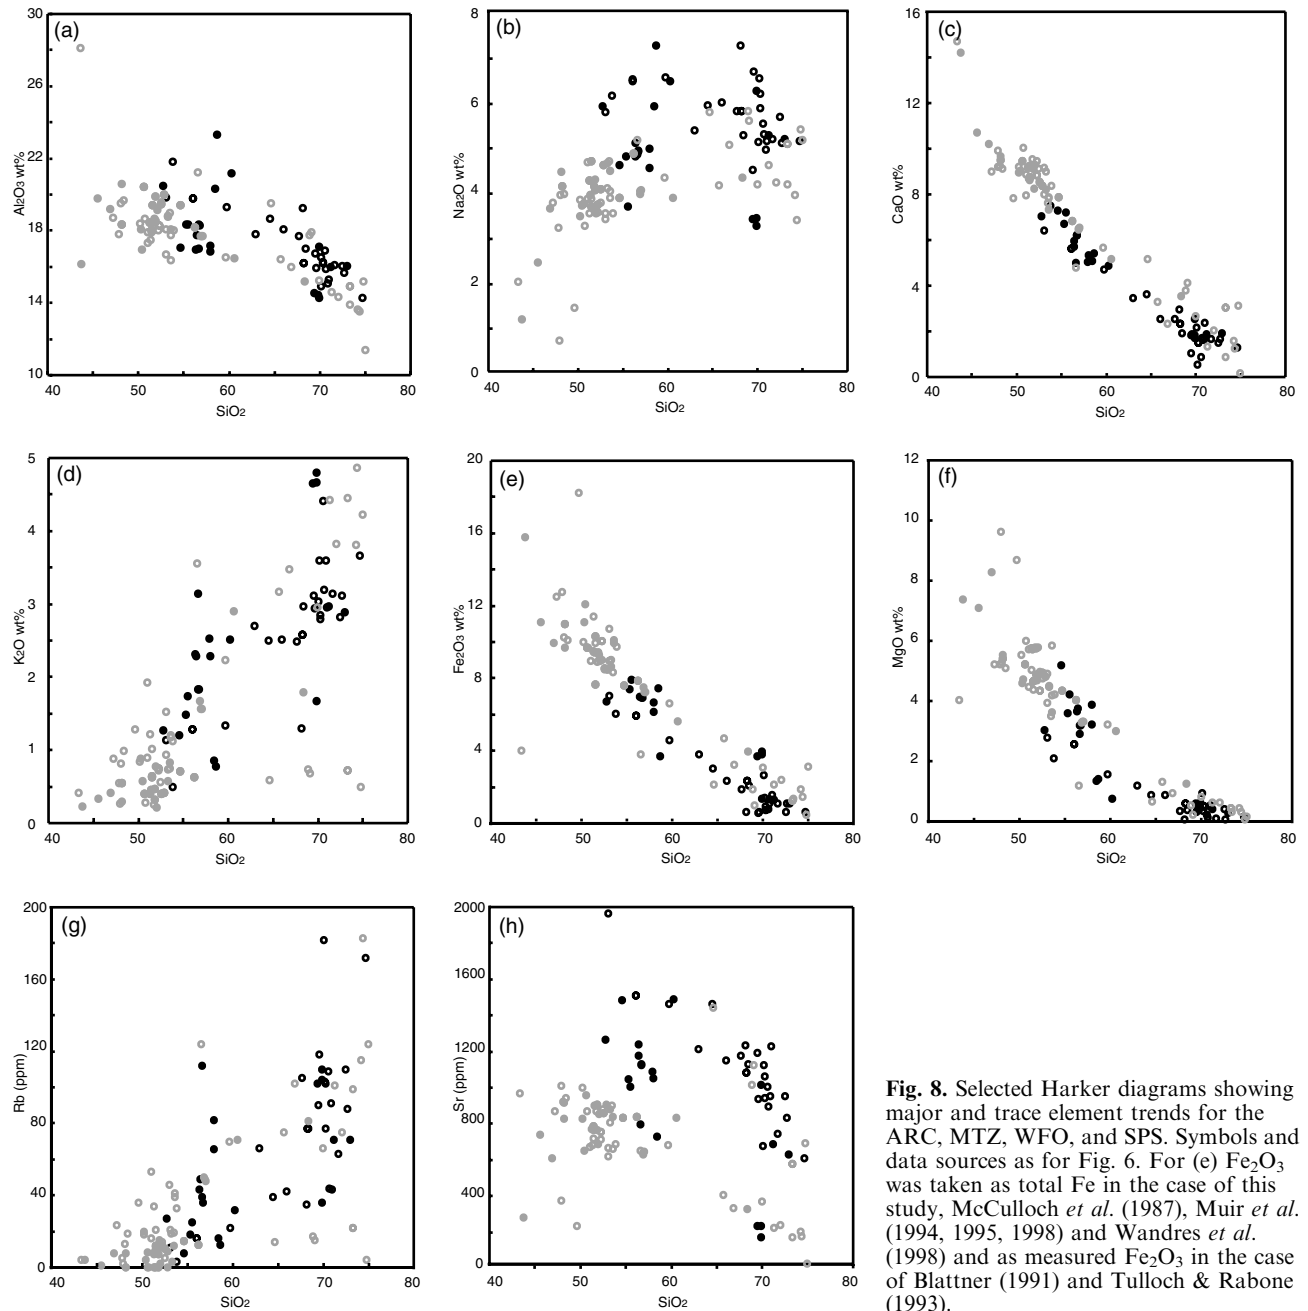 (a)
30
26
22
18
14
10
Al2O3 wt%
40
50
60
70
80
SiO2
(b)
8
6
4
2
0
Na2O wt%
40
50
60
70
80
SiO2
(c)
16
12
8
4
0
CaO wt%
40
50
60
70
80
SiO2
(d)
5
4
3
2
1
0
K2O wt%
40
50
60
70
80
SiO2
(e)
20
16
12
8
4
0
Fe2O3 wt%
40
50
60
70
80
SiO2
(f)
12
10
8
6
4
2
0
MgO wt%
40
50
60
70
80
SiO2
(g)
200
160
120
80
40
0
Rb (ppm)
40
50
60
70
80
SiO2
(h)
2000
1600
1200
800
400
0
Sr (ppm)
40
50
60
70
80
SiO2
Fig. 8. Selected Harker diagrams showing
major and trace element trends for the
ARC, MTZ, WFO, and SPS. Symbols and
data sources as for Fig. 6. For (e) Fe₂O₃
was taken as total Fe in the case of this
study, McCulloch et al. (1987), Muir et al.
(1994, 1995, 1998) and Wandres et al.
(1998) and as measured Fe₂O₃ in the case
of Blattner (1991) and Tulloch & Rabone
(1993).